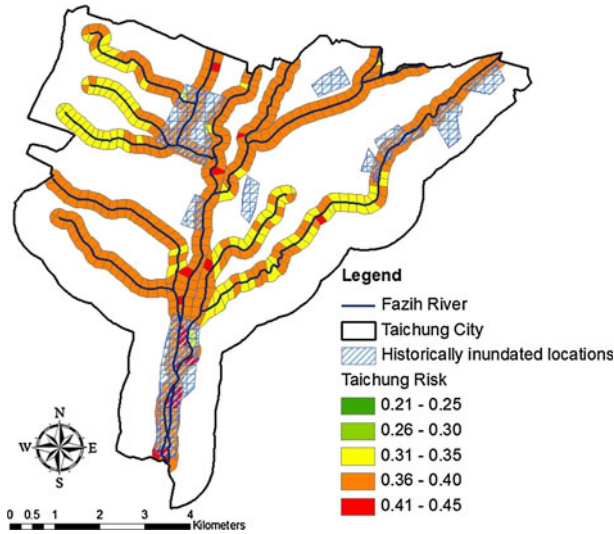 Legend
Fazih River
Taichung City
Historically inundated locations
Taichung Risk
0.21 - 0.25
0.26 - 0.30
0.31 - 0.35
0.36 - 0.40
0.41 - 0.45
N
W E
S
0 0.5 1 2 3 4
Kilometers